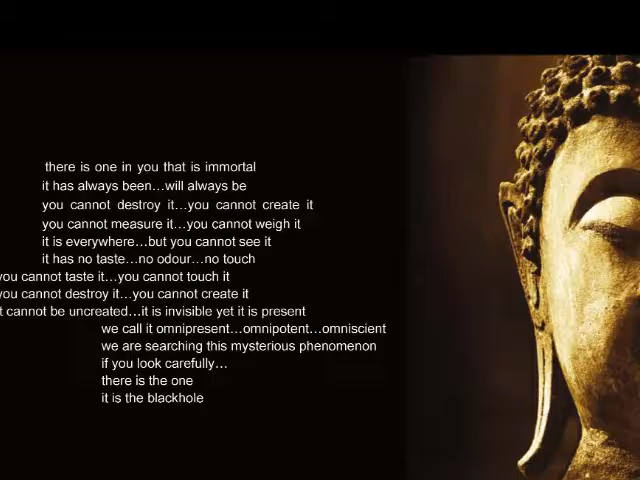 there is one in you that is immortal
it has always been...will always be
you cannot destroy it...you cannot create it
you cannot measure it...you cannot weigh it
it is everywhere...but you cannot see it
it has no taste...no odour...no touch
you cannot taste it...you cannot touch it
you cannot destroy it...you cannot create it
t cannot be uncreated...it is invisible yet it is present
we call it omnipresent...omnipotent...omniscient
we are searching this mysterious phenomenon
if you look carefully...
there is the one
it is the blackhole